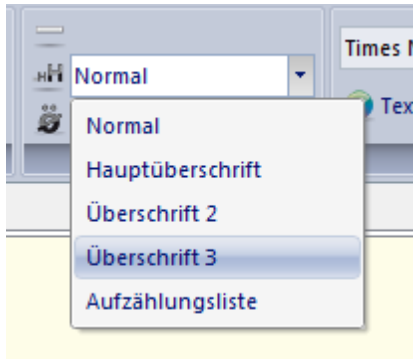 Times
Normal
Tex
Normal
Hauptüberschrift
Überschrift 2
Überschrift 3
Aufzählungsliste